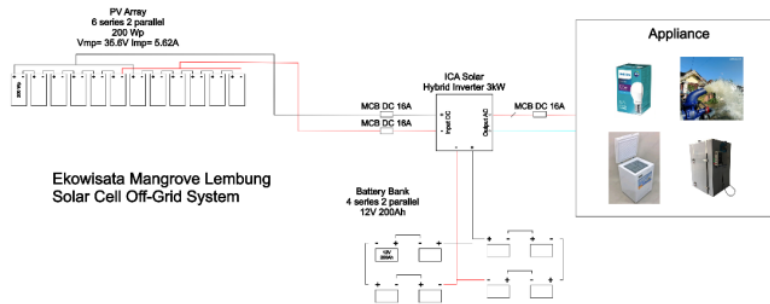 PV Array
6 series 2 parallel
200 Wp
Vmp= 35.6V Imp= 5.62A
ICA Solar
Hybrid Inverter 3kW
Appliance
MCB DC 16A
MCB DC 16A
MCB DC 16A
Input DC
Output AC
Ekowisata Mangrove Lembung
Solar Cell Off-Grid System
Battery Bank
4 series 2 parallel
12V 200Ah
12V
200Ah